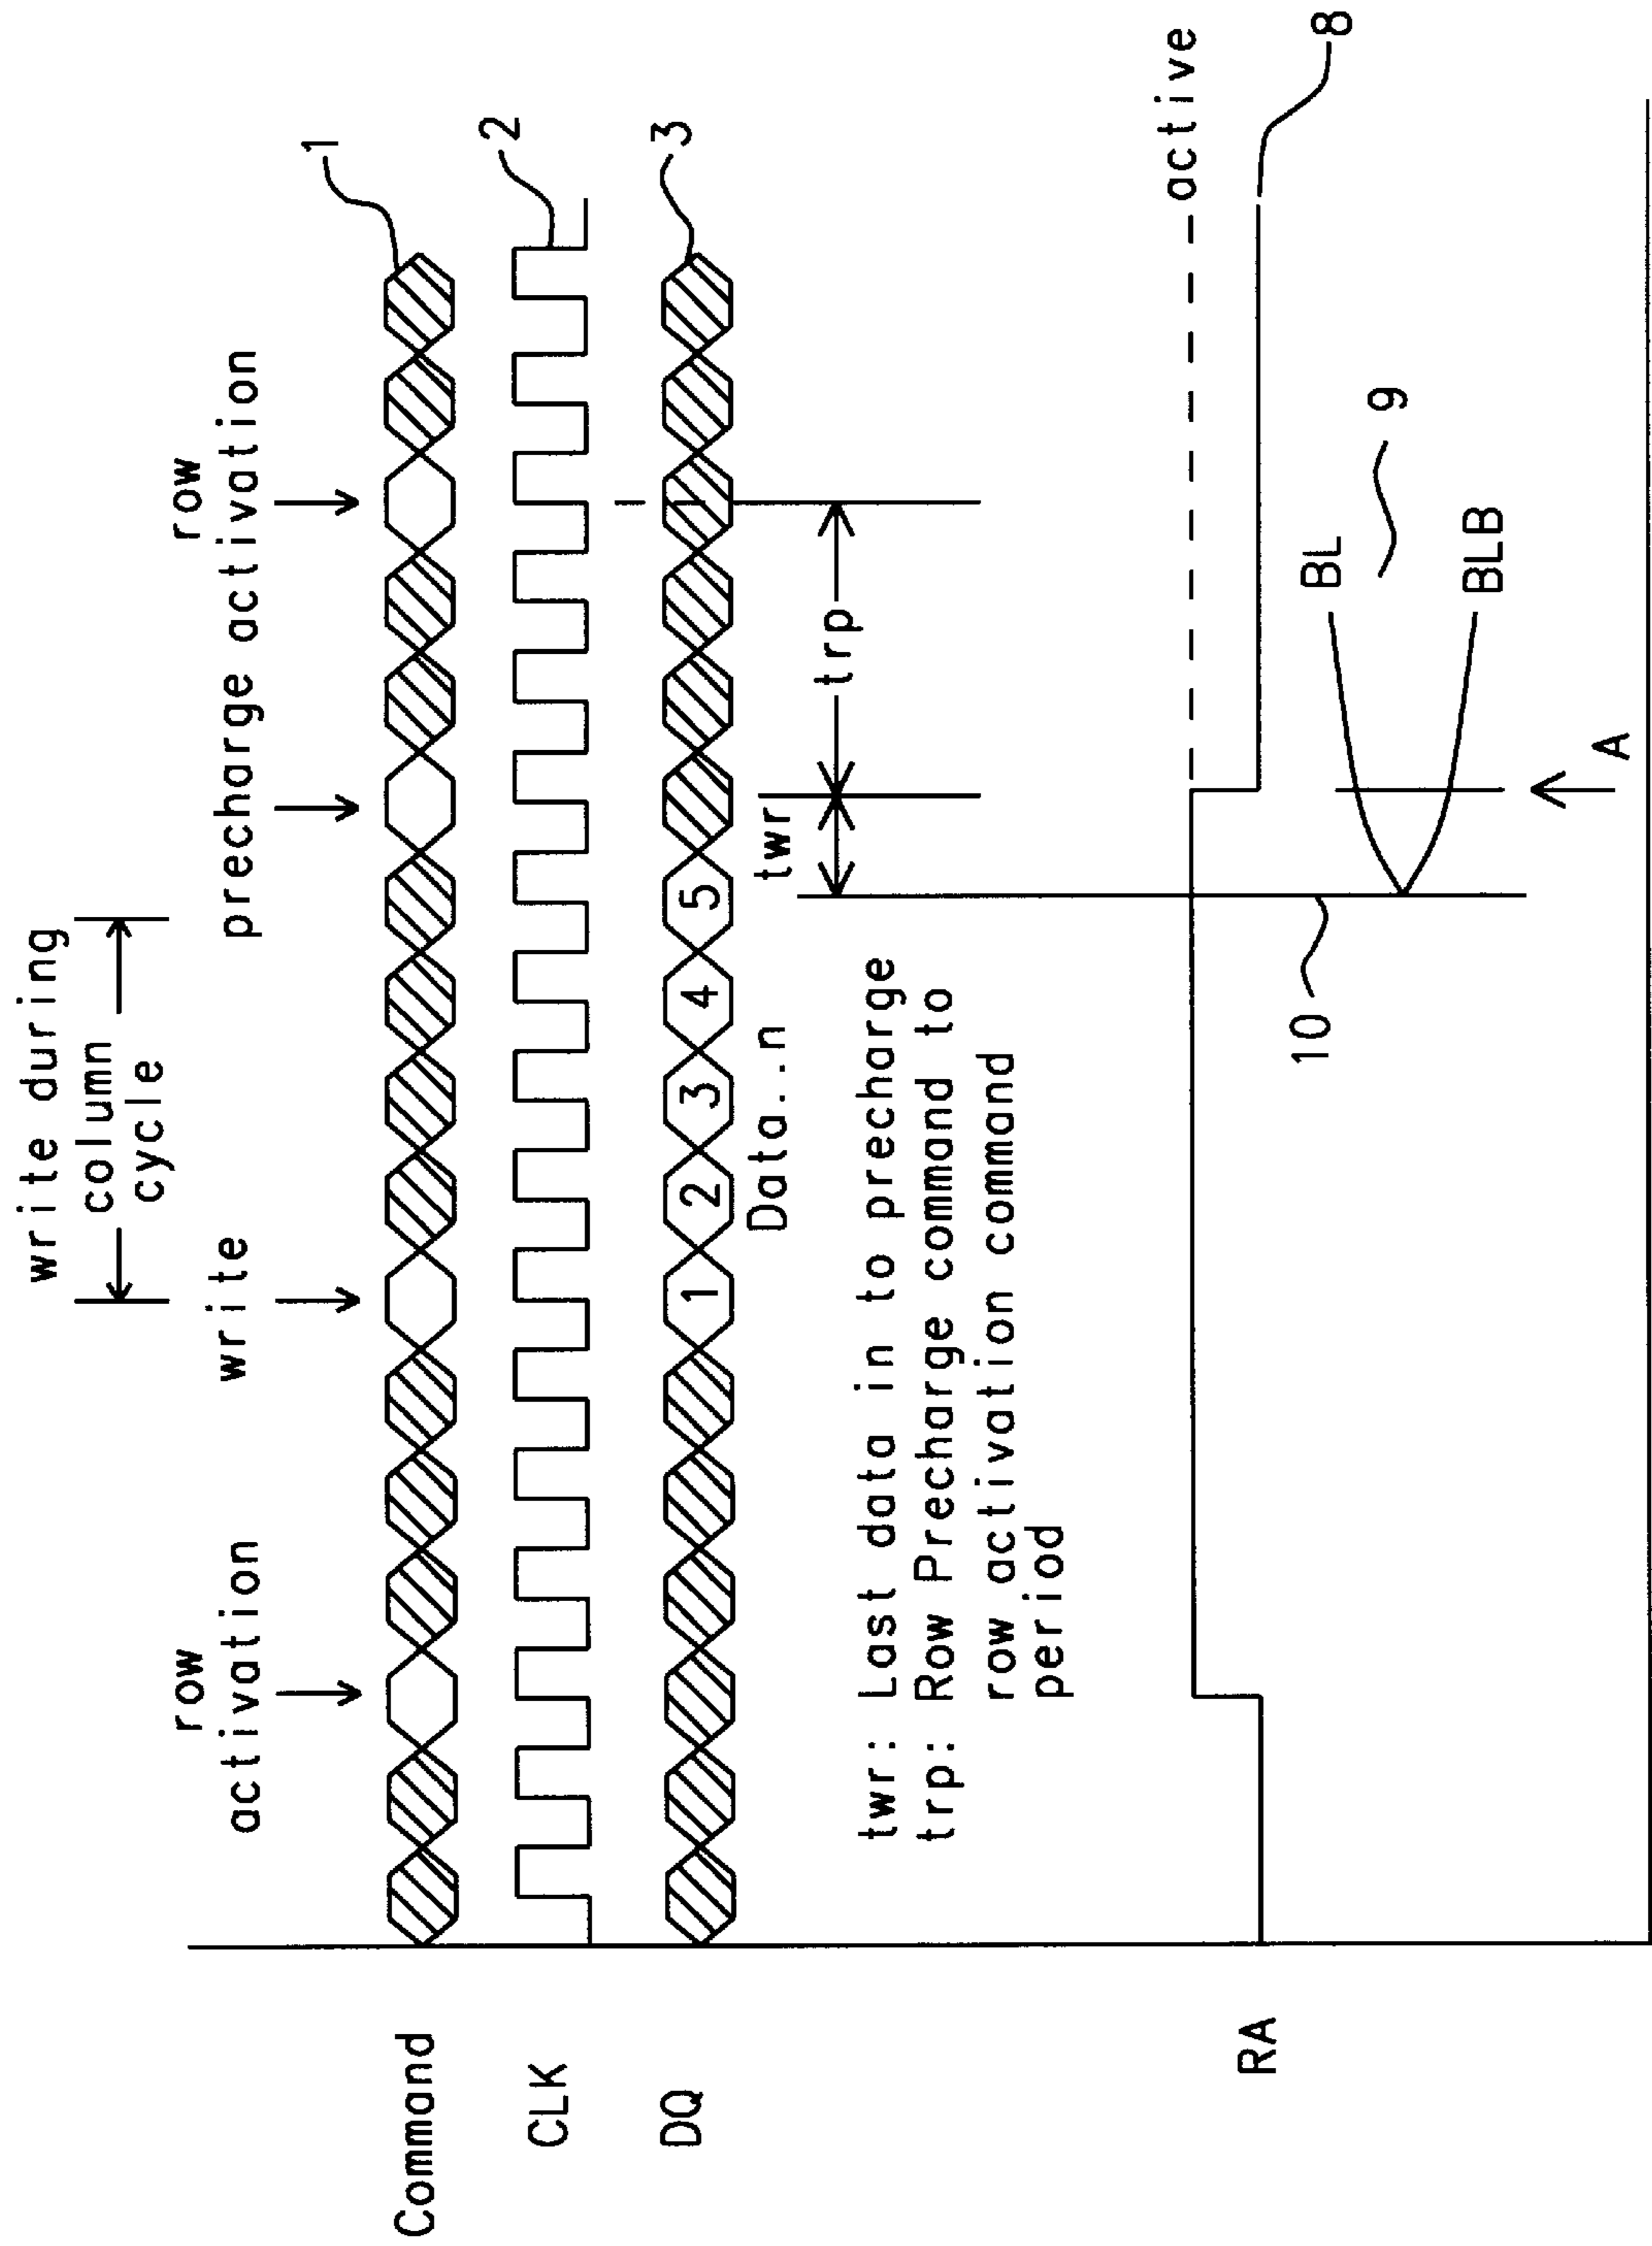 write during
column
cycle
row
activation
write
precharge
row
activation
1
Command
CLK
2
DQ
3
1 2 3 4 5
Data..n
twr
trp
twr: Last data in to precharge
trp: Row Precharge command to
row activation command
period
active
RA
8
10
BL
9
BLB
A